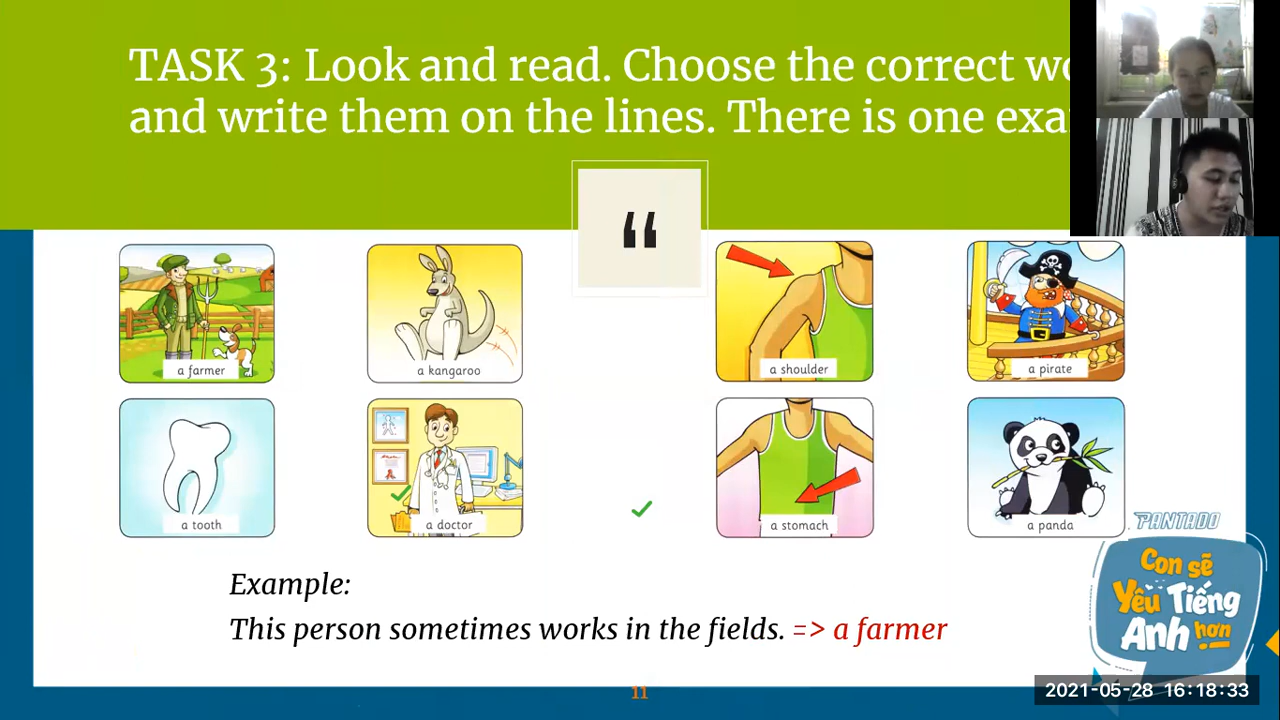 TASK 3: Look and read. Choose the correct
and write them on the lines. There is one
“
a farmer
a kangaroo
a shoulder
a pirate
a tooth
a doctor
a stomach
a panda
PANTADO
Con sẽ
Yêu Tiếng
Anh hơn
Example:
This person sometimes works in the fields. => a farmer
11
2021-05-28 16:18:33